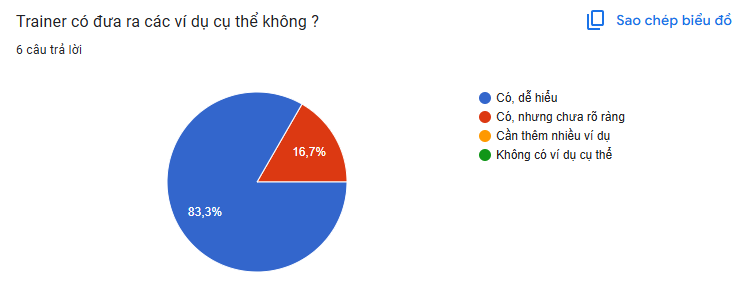 Trainer có đưa ra các ví dụ cụ thể không ?
Sao chép biểu đồ
6 câu trả lời
Có, dễ hiểu
Có, nhưng chưa rõ ràng
Cần thêm nhiều ví dụ
Không có ví dụ cụ thể
16,7%
83,3%